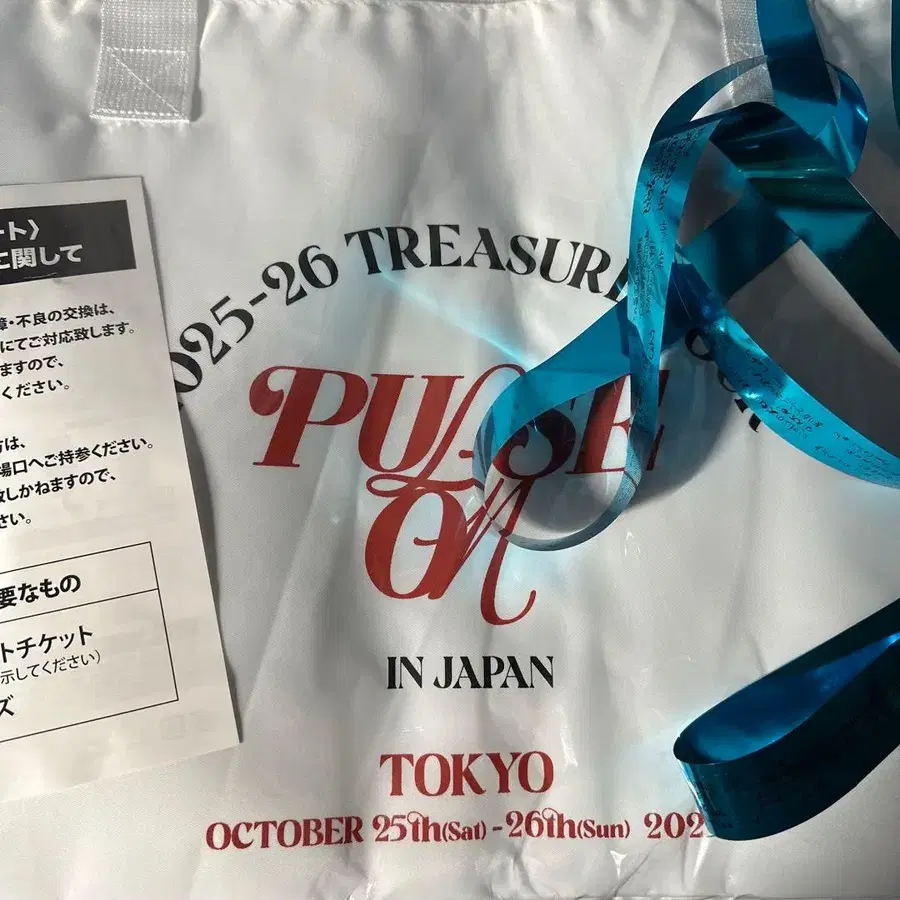 ート〉
に関して
障・不良の交換は、
にてご対応致します。
ますので、
ください。
方は、
場口へご持参ください。
致しかねますので、
さい。
要なもの
トチケット
示してください）
ズ
025-26 TREASUR
PULSE
ON
IN JAPAN
TOKYO
OCTOBER 25th(Sat) - 26th(Sun) 202